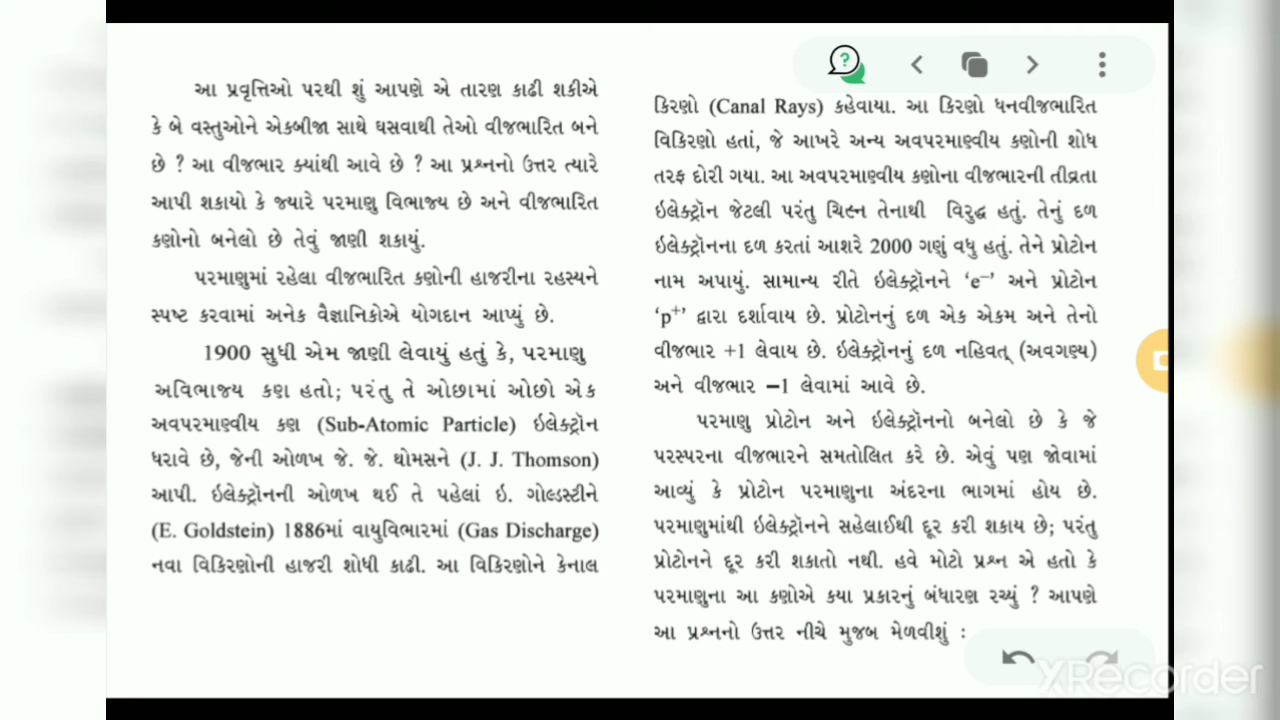 આ પ્રવૃત્તિઓ પરથી શું આપણે એ તારણ કાઢી શકીએ
કે બે વસ્તુઓને એકબીજા સાથે ઘસવાથી તેઓ વીજભારિત બને
છે ? આ વીજભાર ક્યાંથી આવે છે ? આ પ્રશ્નનો ઉત્તર ત્યારે
આપી શકાયો કે જ્યારે પરમાણુ વિભાજ્ય છે અને વીજભારિત
કણોનો બનેલો છે તેવું જાણી શકાયું.
પરમાણુમાં રહેલા વીજભારિત કણોની હાજરીના રહસ્યને
સ્પષ્ટ કરવામાં અનેક વૈજ્ઞાનિકોએ યોગદાન આપ્યું છે.
1900 સુધી એમ જાણી લેવાયું હતું કે, પરમાણુ
અવિભાજ્ય કણ હતો; પરંતુ તે ઓછામાં ઓછો એક
અવપરમાણ્વીય કણ (Sub-Atomic Particle) ઇલેક્ટ્રૉન
ધરાવે છે, જેની ઓળખ જે. જે. થોમસને (J. J. Thomson)
આપી. ઇલેક્ટ્રૉનની ઓળખ થઈ તે પહેલાં ઇ. ગોલ્ડસ્ટીને
(E. Goldstein) 1886માં વાયુવિભારમાં (Gas Discharge)
નવા વિકિરણોની હાજરી શોધી કાઢી. આ વિકિરણોને કેનાલ
કિરણો (Canal Rays) કહેવાયા. આ કિરણો ધનવીજભારિત
વિકિરણો હતાં, જે આખરે અન્ય અવપરમાણ્વીય કણોની શોધ
તરફ દોરી ગયા. આ અવપરમાણ્વીય કણોના વીજભારની તીવ્રતા
ઇલેક્ટ્રૉન જેટલી પરંતુ ચિહ્ન તેનાથી વિરુદ્ધ હતું. તેનું દળ
ઇલેક્ટ્રૉનના દળ કરતાં આશરે 2000 ગણું વધુ હતું. તેને પ્રોટોન
નામ અપાયું. સામાન્ય રીતે ઇલેક્ટ્રૉનને ‘e⁻’ અને પ્રોટોન
‘p⁺’ દ્વારા દર્શાવાય છે. પ્રોટોનનું દળ એક એકમ અને તેનો
વીજભાર +1 લેવાય છે. ઇલેક્ટ્રૉનનું દળ નહિવત્ (અવગણ્ય)
અને વીજભાર –1 લેવામાં આવે છે.
પરમાણુ પ્રોટોન અને ઇલેક્ટ્રૉનનો બનેલો છે કે જે
પરસ્પરના વીજભારને સમતોલિત કરે છે. એવું પણ જોવામાં
આવ્યું કે પ્રોટોન પરમાણુના અંદરના ભાગમાં હોય છે.
પરમાણુમાંથી ઇલેક્ટ્રૉનને સહેલાઈથી દૂર કરી શકાય છે; પરંતુ
પ્રોટોનને દૂર કરી શકાતો નથી. હવે મોટો પ્રશ્ન એ હતો કે
પરમાણુના આ કણોએ કયા પ્રકારનું બંધારણ રચ્યું ? આપણે
આ પ્રશ્નનો ઉત્તર નીચે મુજબ મેળવીશું :
XRecorder